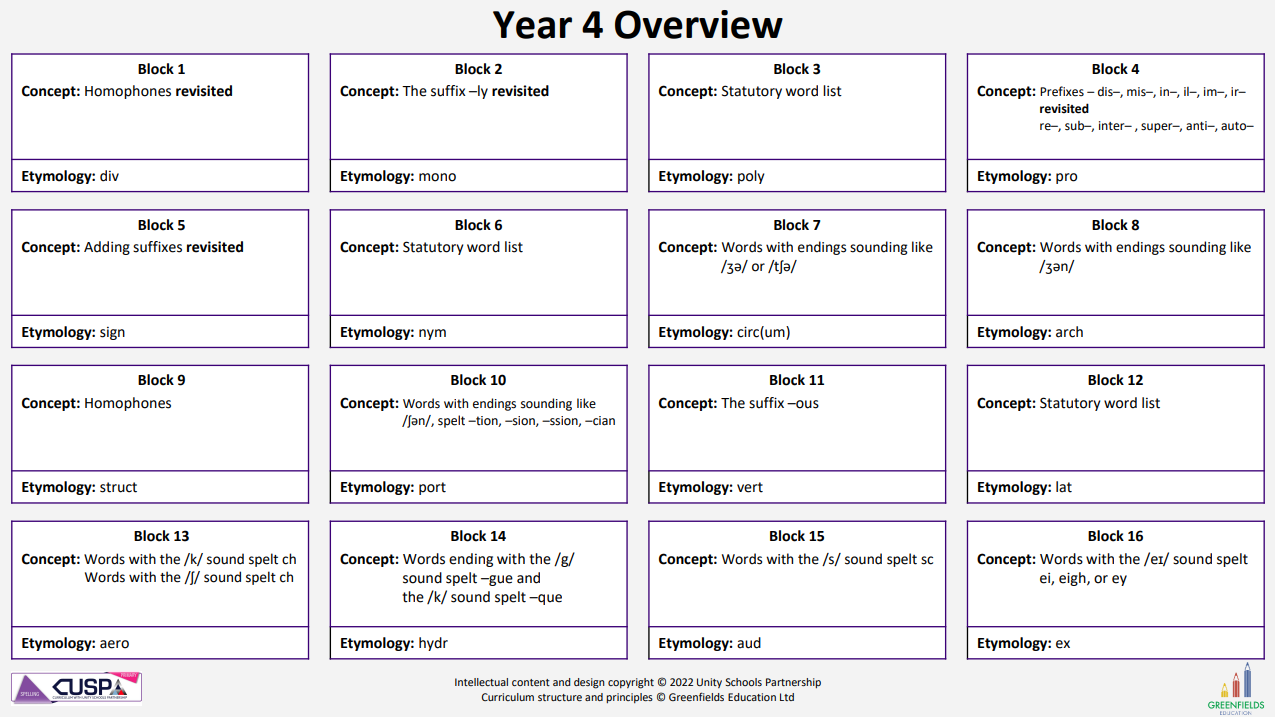 Year 4 Overview
Block 1
Concept: Homophones revisited
Etymology: div
Block 2
Concept: The suffix –ly revisited
Etymology: mono
Block 3
Concept: Statutory word list
Etymology: poly
Block 4
Concept: Prefixes – dis–, mis–, in–, il–, im–, ir–
revisited
re–, sub–, inter– , super–, anti–, auto–
Etymology: pro
Block 5
Concept: Adding suffixes revisited
Etymology: sign
Block 6
Concept: Statutory word list
Etymology: nym
Block 7
Concept: Words with endings sounding like
/ʒə/ or /tʃə/
Etymology: circ(um)
Block 8
Concept: Words with endings sounding like
/ʒən/
Etymology: arch
Block 9
Concept: Homophones
Etymology: struct
Block 10
Concept: Words with endings sounding like
/ʃən/, spelt –tion, –sion, –ssion, –cian
Etymology: port
Block 11
Concept: The suffix –ous
Etymology: vert
Block 12
Concept: Statutory word list
Etymology: lat
Block 13
Concept: Words with the /k/ sound spelt ch
Words with the /ʃ/ sound spelt ch
Etymology: aero
Block 14
Concept: Words ending with the /g/
sound spelt –gue and
the /k/ sound spelt –que
Etymology: hydr
Block 15
Concept: Words with the /s/ sound spelt sc
Etymology: aud
Block 16
Concept: Words with the /eɪ/ sound spelt
ei, eigh, or ey
Etymology: ex
SPELLING
CUSP
CURRICULUM WITH UNITY SCHOOLS PARTNERSHIP
Intellectual content and design copyright © 2022 Unity Schools Partnership
Curriculum structure and principles © Greenfields Education Ltd
GREENFIELDS
EDUCATION